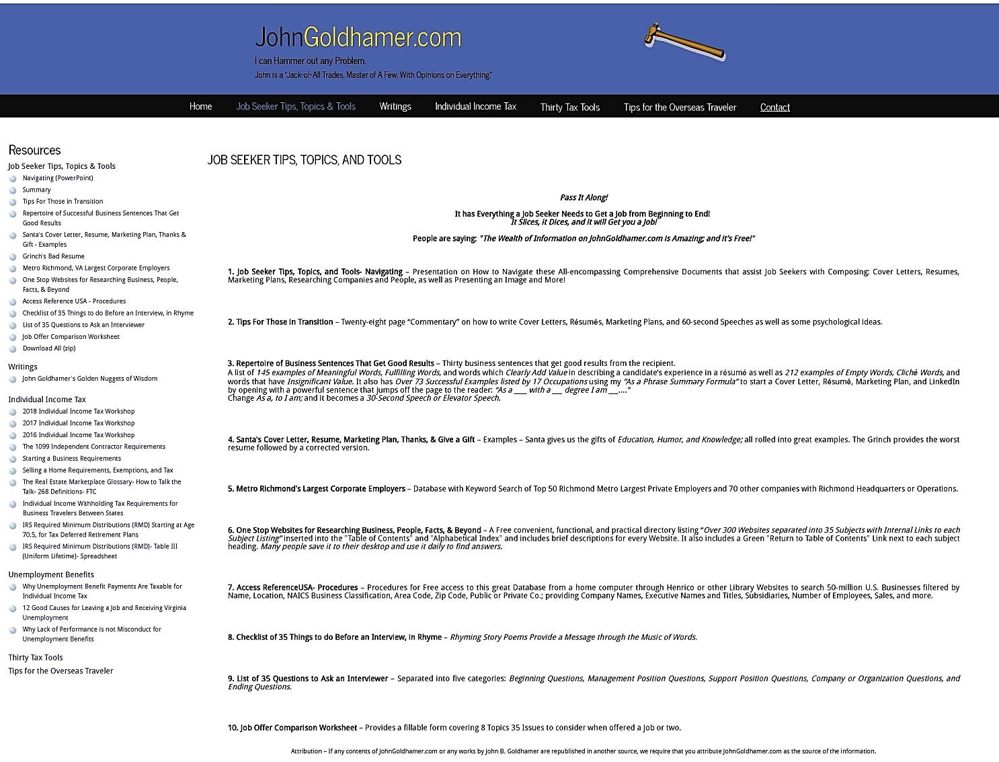 JohnGoldhamer.com
I can Hammer out any Problem.
John is a "Jack-of-All Trades, Master of A Few, With Opinions on Everything."
Home Job Seeker Tips, Topics & Tools Writings Individual Income Tax Thirty Tax Tools Tips for the Overseas Traveler Contact
Resources
Job Seeker Tips, Topics & Tools
Navigating (PowerPoint)
Summary
Tips For Those in Transition
Repertoire of Successful Business Sentences That Get
Good Results
Santa's Cover Letter, Resume, Marketing Plan, Thanks &
Gift - Examples
Grinch's Bad Resume
Metro Richmond, VA Largest Corporate Employers
One Stop Websites for Researching Business, People,
Facts, & Beyond
Access Reference USA - Procedures
Checklist of 35 Things to do Before an Interview, in Rhyme
List of 35 Questions to Ask an Interviewer
Job Offer Comparison Worksheet
Download All (zip)
Writings
John Goldhamer's Golden Nuggets of Wisdom
Individual Income Tax
2018 Individual Income Tax Workshop
2017 Individual Income Tax Workshop
2016 Individual Income Tax Workshop
The 1099 Independent Contractor Requirements
Starting a Business Requirements
Selling a Home Requirements, Exemptions, and Tax
The Real Estate Marketplace Glossary- How to Talk the
Talk- 268 Definitions- FTC
Individual Income Withholding Tax Requirements for
Business Travelers Between States
IRS Required Minimum Distributions (RMD) Starting at Age
70.5, for Tax Deferred Retirement Plans
IRS Required Minimum Distributions (RMD)- Table III
(Uniform Lifetime)- Spreadsheet
Unemployment Benefits
Why Unemployment Benefit Payments Are Taxable for
Individual Income Tax
12 Good Causes for Leaving a Job and Receiving Virginia
Unemployment
Why Lack of Performance is not Misconduct for
Unemployment Benefits
Thirty Tax Tools
Tips for the Overseas Traveler
JOB SEEKER TIPS, TOPICS, AND TOOLS
Pass It Along!
It has Everything a Job Seeker Needs to Get a Job from Beginning to End!
It Slices, it Dices, and it will Get you a Job!
People are saying: "The Wealth of Information on JohnGoldhamer.com is Amazing; and it's Free!"
1. Job Seeker Tips, Topics, and Tools- Navigating – Presentation on How to Navigate these All-encompassing Comprehensive Documents that assist Job Seekers with Composing: Cover Letters, Resumes,
Marketing Plans, Researching Companies and People, as well as Presenting an Image and More!
2. Tips For Those in Transition – Twenty-eight page “Commentary” on how to write Cover Letters, Résumés, Marketing Plans, and 60-second Speeches as well as some psychological ideas.
3. Repertoire of Business Sentences That Get Good Results – Thirty business sentences that get good results from the recipient.
A list of 145 examples of Meaningful Words, Fulfilling Words, and words which Clearly Add Value in describing a candidate’s experience in a résumé as well as 212 examples of Empty Words, Cliché Words, and
words that have Insignificant Value. It also has Over 73 Successful Examples listed by 17 Occupations using my “As a Phrase Summary Formula” to start a Cover Letter, Résumé, Marketing Plan, and LinkedIn
by opening with a powerful sentence that jumps off the page to the reader: “As a ____ with a ___ degree I am ___....”
Change As a, to I am; and it becomes a 30-Second Speech or Elevator Speech.
4. Santa's Cover Letter, Resume, Marketing Plan, Thanks, & Give a Gift – Examples – Santa gives us the gifts of Education, Humor, and Knowledge; all rolled into great examples. The Grinch provides the worst
resume followed by a corrected version.
5. Metro Richmond's Largest Corporate Employers – Database with Keyword Search of Top 50 Richmond Metro Largest Private Employers and 70 other companies with Richmond Headquarters or Operations.
6. One Stop Websites for Researching Business, People, Facts, & Beyond – A Free convenient, functional, and practical directory listing “Over 300 Websites separated into 35 Subjects with Internal Links to each
Subject Listing” inserted into the "Table of Contents" and "Alphabetical Index" and includes brief descriptions for every Website. It also includes a Green "Return to Table of Contents" Link next to each subject
heading. Many people save it to their desktop and use it daily to find answers.
7. Access ReferenceUSA- Procedures – Procedures for Free access to this great Database from a home computer through Henrico or other Library Websites to search 50-million U.S. Businesses filtered by
Name, Location, NAICS Business Classification, Area Code, Zip Code, Public or Private Co.; providing Company Names, Executive Names and Titles, Subsidiaries, Number of Employees, Sales, and more.
8. Checklist of 35 Things to do Before an Interview, in Rhyme – Rhyming Story Poems Provide a Message through the Music of Words.
9. List of 35 Questions to Ask an Interviewer – Separated into five categories: Beginning Questions, Management Position Questions, Support Position Questions, Company or Organization Questions, and
Ending Questions.
10. Job Offer Comparison Worksheet – Provides a fillable form covering 8 Topics 35 Issues to consider when offered a job or two.
Attribution – If any contents of JohnGoldhamer.com or any works by John B. Goldhamer are republished in another source, we require that you attribute JohnGoldhamer.com as the source of the information.